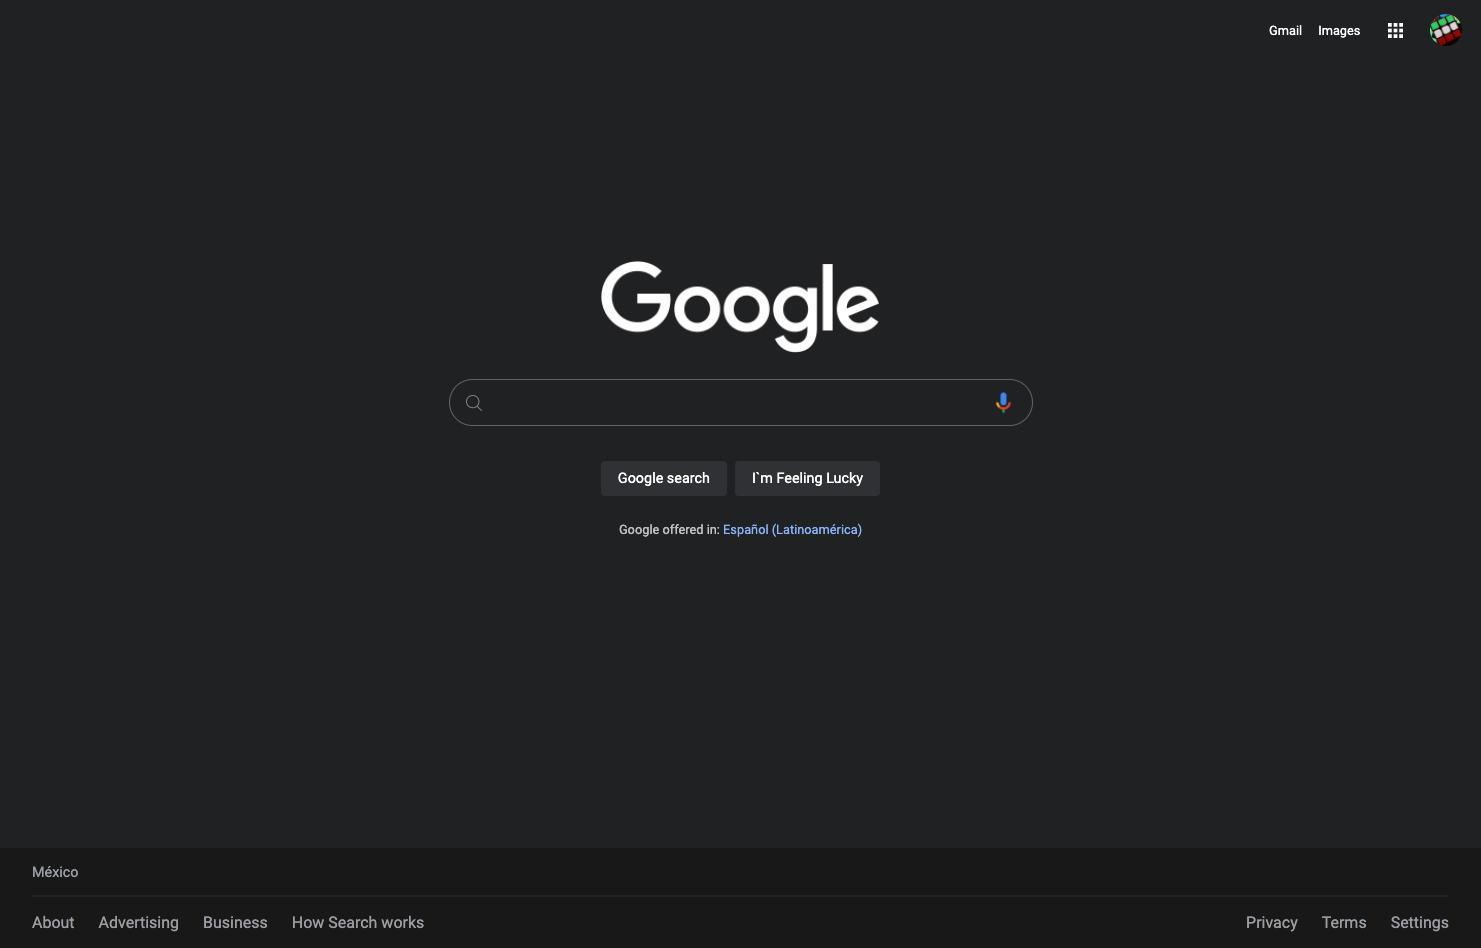 Gmail Images
Google
Google search I`m Feeling Lucky
Google offered in: Español (Latinoamérica)
México
About Advertising Business How Search works Privacy Terms Settings